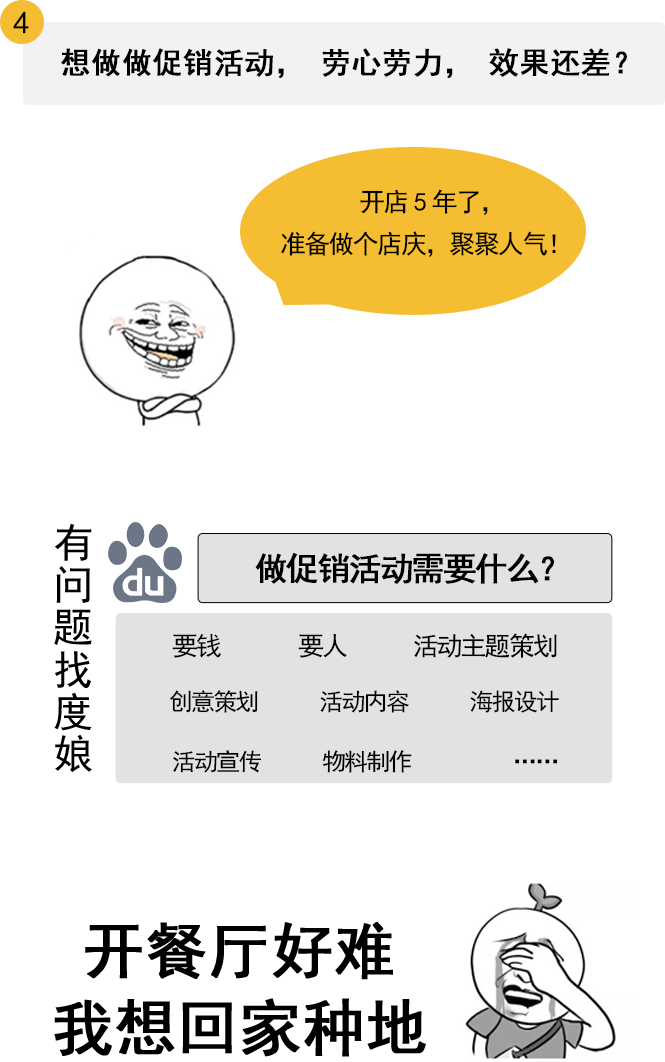 4
想做做促销活动， 劳心劳力， 效果还差？
开店5年了，
准备做个店庆，聚聚人气！
有问题找度娘
du
做促销活动需要什么？
要钱 要人 活动主题策划
创意策划 活动内容 海报设计
活动宣传 物料制作 ……
开餐厅好难
我想回家种地